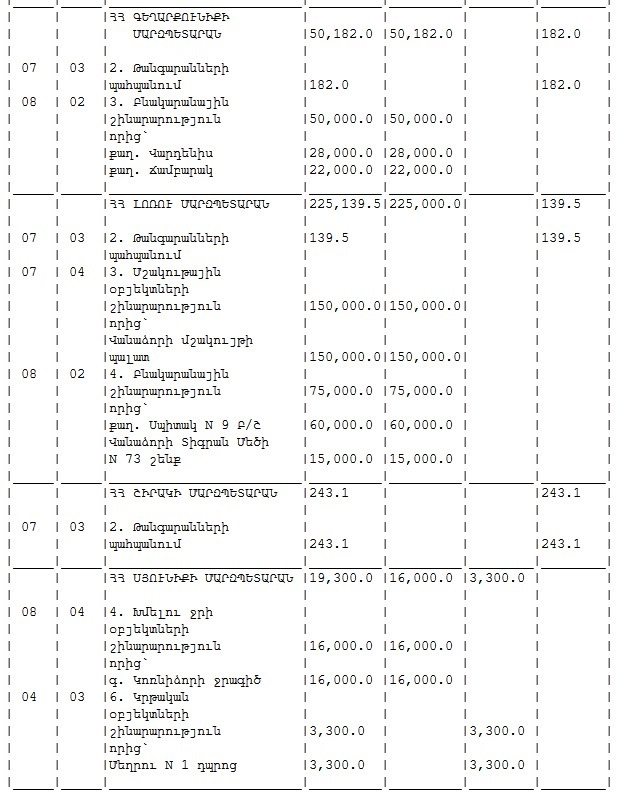 ՀՀ ԳԵՂԱՐՔՈՒՆԻՔԻ
ՄԱՐԶՊԵՏԱՐԱՆ |50,182.0 |50,182.0 | |182.0
07 | 03 |2. Թանգարանների
պահպանում |182.0 | | |182.0
08 | 02 |3. Բնակարանային
շինարարություն |50,000.0 |50,000.0
որից՝
քաղ. Վարդենիս |28,000.0 |28,000.0
քաղ. Ճամբարակ |22,000.0 |22,000.0
ՀՀ ԼՈՌՈՒ ՄԱՐԶՊԵՏԱՐԱՆ |225,139.5|225,000.0| |139.5
07 | 03 |2. Թանգարանների |139.5 | | |139.5
պահպանում
07 | 04 |3. Մշակութային
օբյեկտների
շինարարություն |150,000.0|150,000.0|
որից՝
Վանաձորի Մշակույթի
պալատ |150,000.0|150,000.0|
08 | 02 |4. Բնակարանային
շինարարություն |75,000.0 |75,000.0
որից՝
քաղ. Սպիտակ N 9 Բ/Շ |60,000.0 |60,000.0
Վանաձորի Տիգրան Մեծի
N 73 շենք |15,000.0 |15,000.0
ՀՀ ՇԻՐԱԿԻ ՄԱՐԶՊԵՏԱՐԱՆ |243.1 | | |243.1
07 | 03 |2. Թանգարանների
պահպանում |243.1 | | |243.1
ՀՀ ՍՅՈՒՆԻՔԻ ՄԱՐԶՊԵՏԱՐԱՆ |19,300.0 |16,000.0 |3,300.0
08 | 04 |4. Խմելու ջրի
օբյեկտների
շինարարություն |16,000.0 |16,000.0
որից՝
գ. Կոռնիձորի ջրագիծ |16,000.0 |16,000.0
04 | 03 |6. Կրթական
օբյեկտների
շինարարություն |3,300.0 | |3,300.0
որից՝
Մեղրու N 1 դպրոց |3,300.0 | |3,300.0